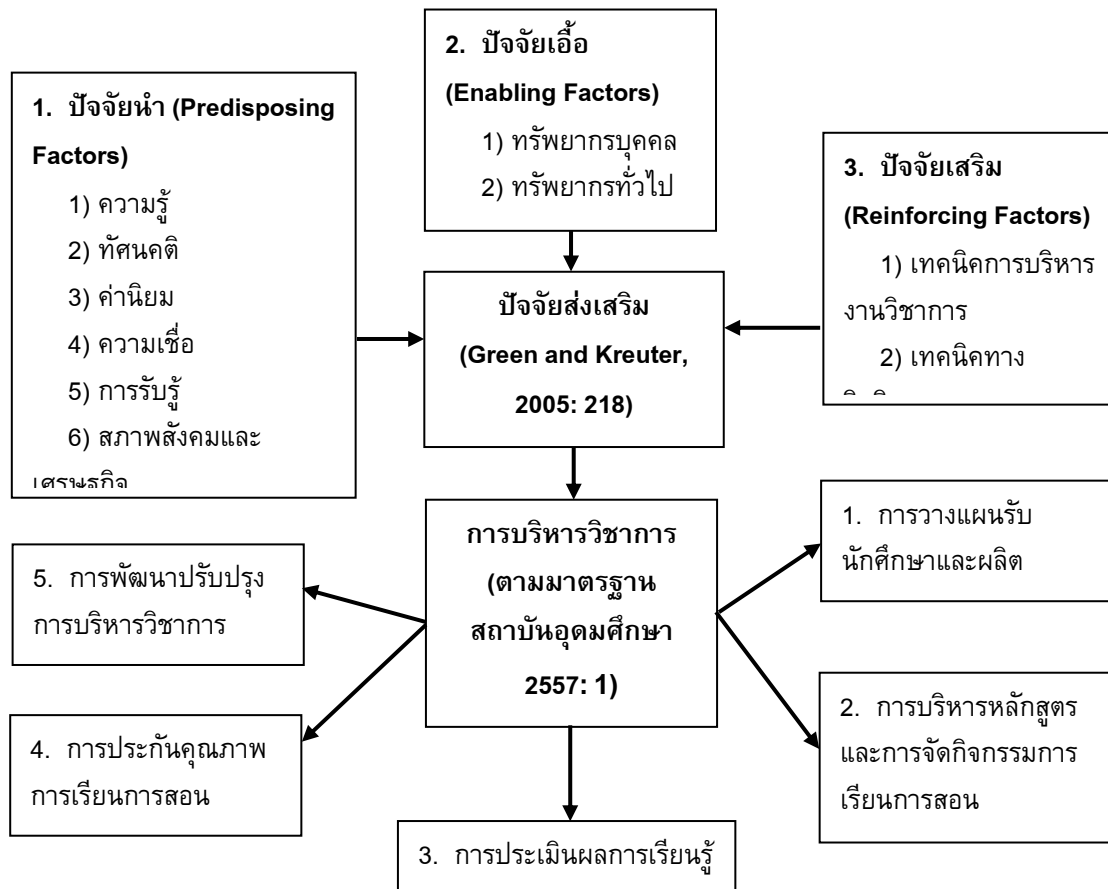 1. ปัจจัยนำ (Predisposing
Factors)
1) ความรู้
2) ทัศนคติ
3) ค่านิยม
4) ความเชื่อ
5) การรับรู้
6) สภาพสังคมและ
เศรษฐกิจ
2. ปัจจัยเอื้อ
(Enabling Factors)
1) ทรัพยากรบุคคล
2) ทรัพยากรทั่วไป
3. ปัจจัยเสริม
(Reinforcing Factors)
1) เทคนิคการบริหาร
งานวิชาการ
2) เทคนิคทาง
ปัจจัยส่งเสริม
(Green and Kreuter,
2005: 218)
การบริหารวิชาการ
(ตามมาตรฐาน
สถาบันอุดมศึกษา
2557: 1)
1. การวางแผนรับ
นักศึกษาและผลิต
2. การบริหารหลักสูตร
และการจัดกิจกรรมการ
เรียนการสอน
3. การประเมินผลการเรียนรู้
4. การประกันคุณภาพ
การเรียนการสอน
5. การพัฒนาปรับปรุง
การบริหารวิชาการ